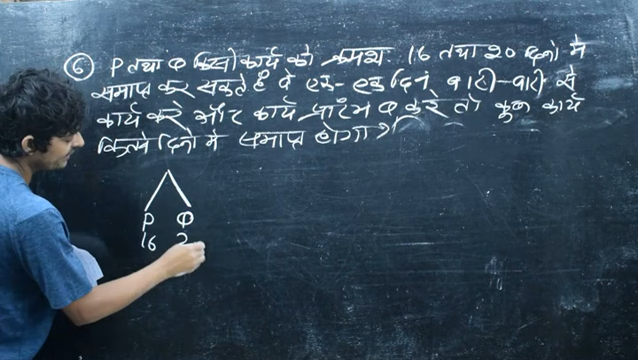 ⑥ P तथा Q किसी कार्य को क्रमशः 16 तथा 20 दिनों में
समाप्त कर सकते हैं वे एक-एक दिन बारी-बारी से
कार्य करे और कार्य प्रारंभ Q करे तो कुल कार्य
कितने दिनों में समाप्त होगा?
P Q
16 2